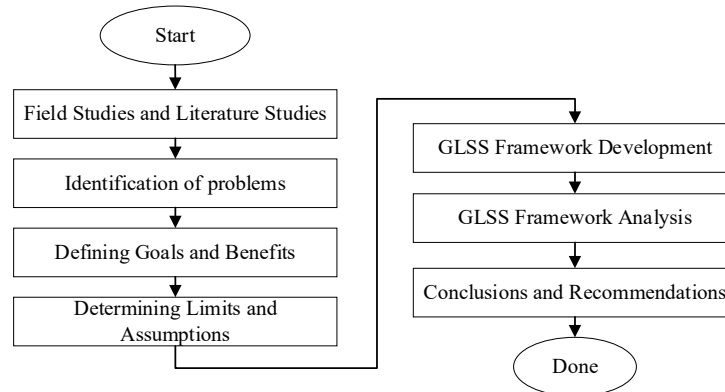 Start
Field Studies and Literature Studies
Identification of problems
Defining Goals and Benefits
Determining Limits and
Assumptions
GLSS Framework Development
GLSS Framework Analysis
Conclusions and Recommendations
Done